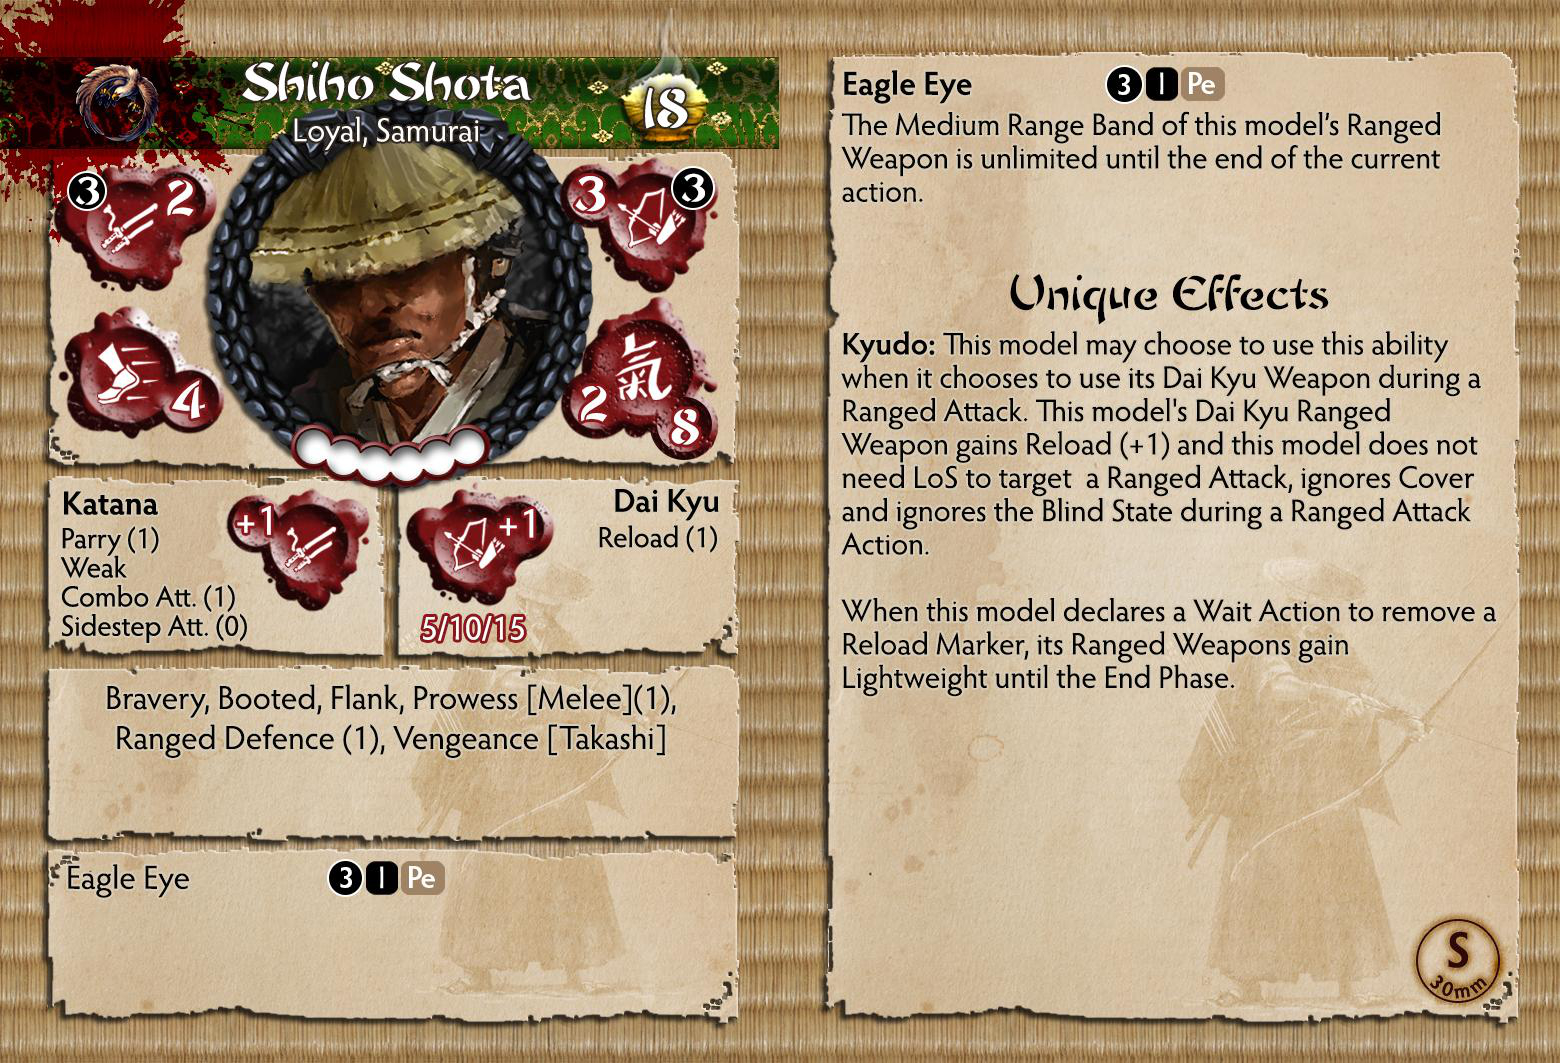 Shiho Shota
18
Loyal, Samurai
3 2
3 3
4
氣
2 8
Katana
+1
Parry (1)
Weak
Combo Att. (1)
Sidestep Att. (0)
Dai Kyu
+1
Reload (1)
5/10/15
Bravery, Booted, Flank, Prowess [Melee](1),
Ranged Defence (1), Vengeance [Takashi]
Eagle Eye 3 I Pe
Eagle Eye 3 I Pe
The Medium Range Band of this model's Ranged
Weapon is unlimited until the end of the current
action.
Unique Effects
Kyudo: This model may choose to use this ability
when it chooses to use its Dai Kyu Weapon during a
Ranged Attack. This model's Dai Kyu Ranged
Weapon gains Reload (+1) and this model does not
need LoS to target a Ranged Attack, ignores Cover
and ignores the Blind State during a Ranged Attack
Action.
When this model declares a Wait Action to remove a
Reload Marker, its Ranged Weapons gain
Lightweight until the End Phase.
S
30mm